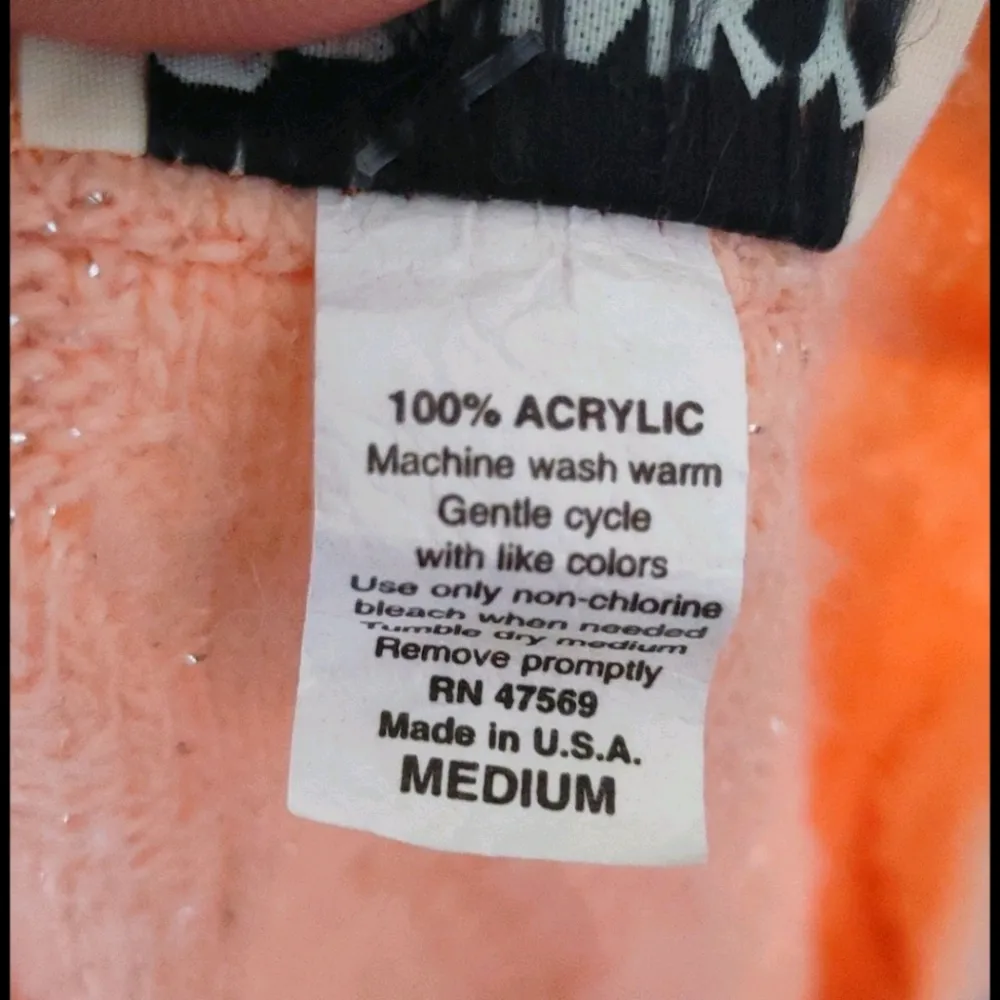 100% ACRYLIC
Machine wash warm
Gentle cycle
with like colors
Use only non-chlorine
bleach when needed
Tumble dry medium
Remove promptly
RN 47569
Made in U.S.A.
MEDIUM